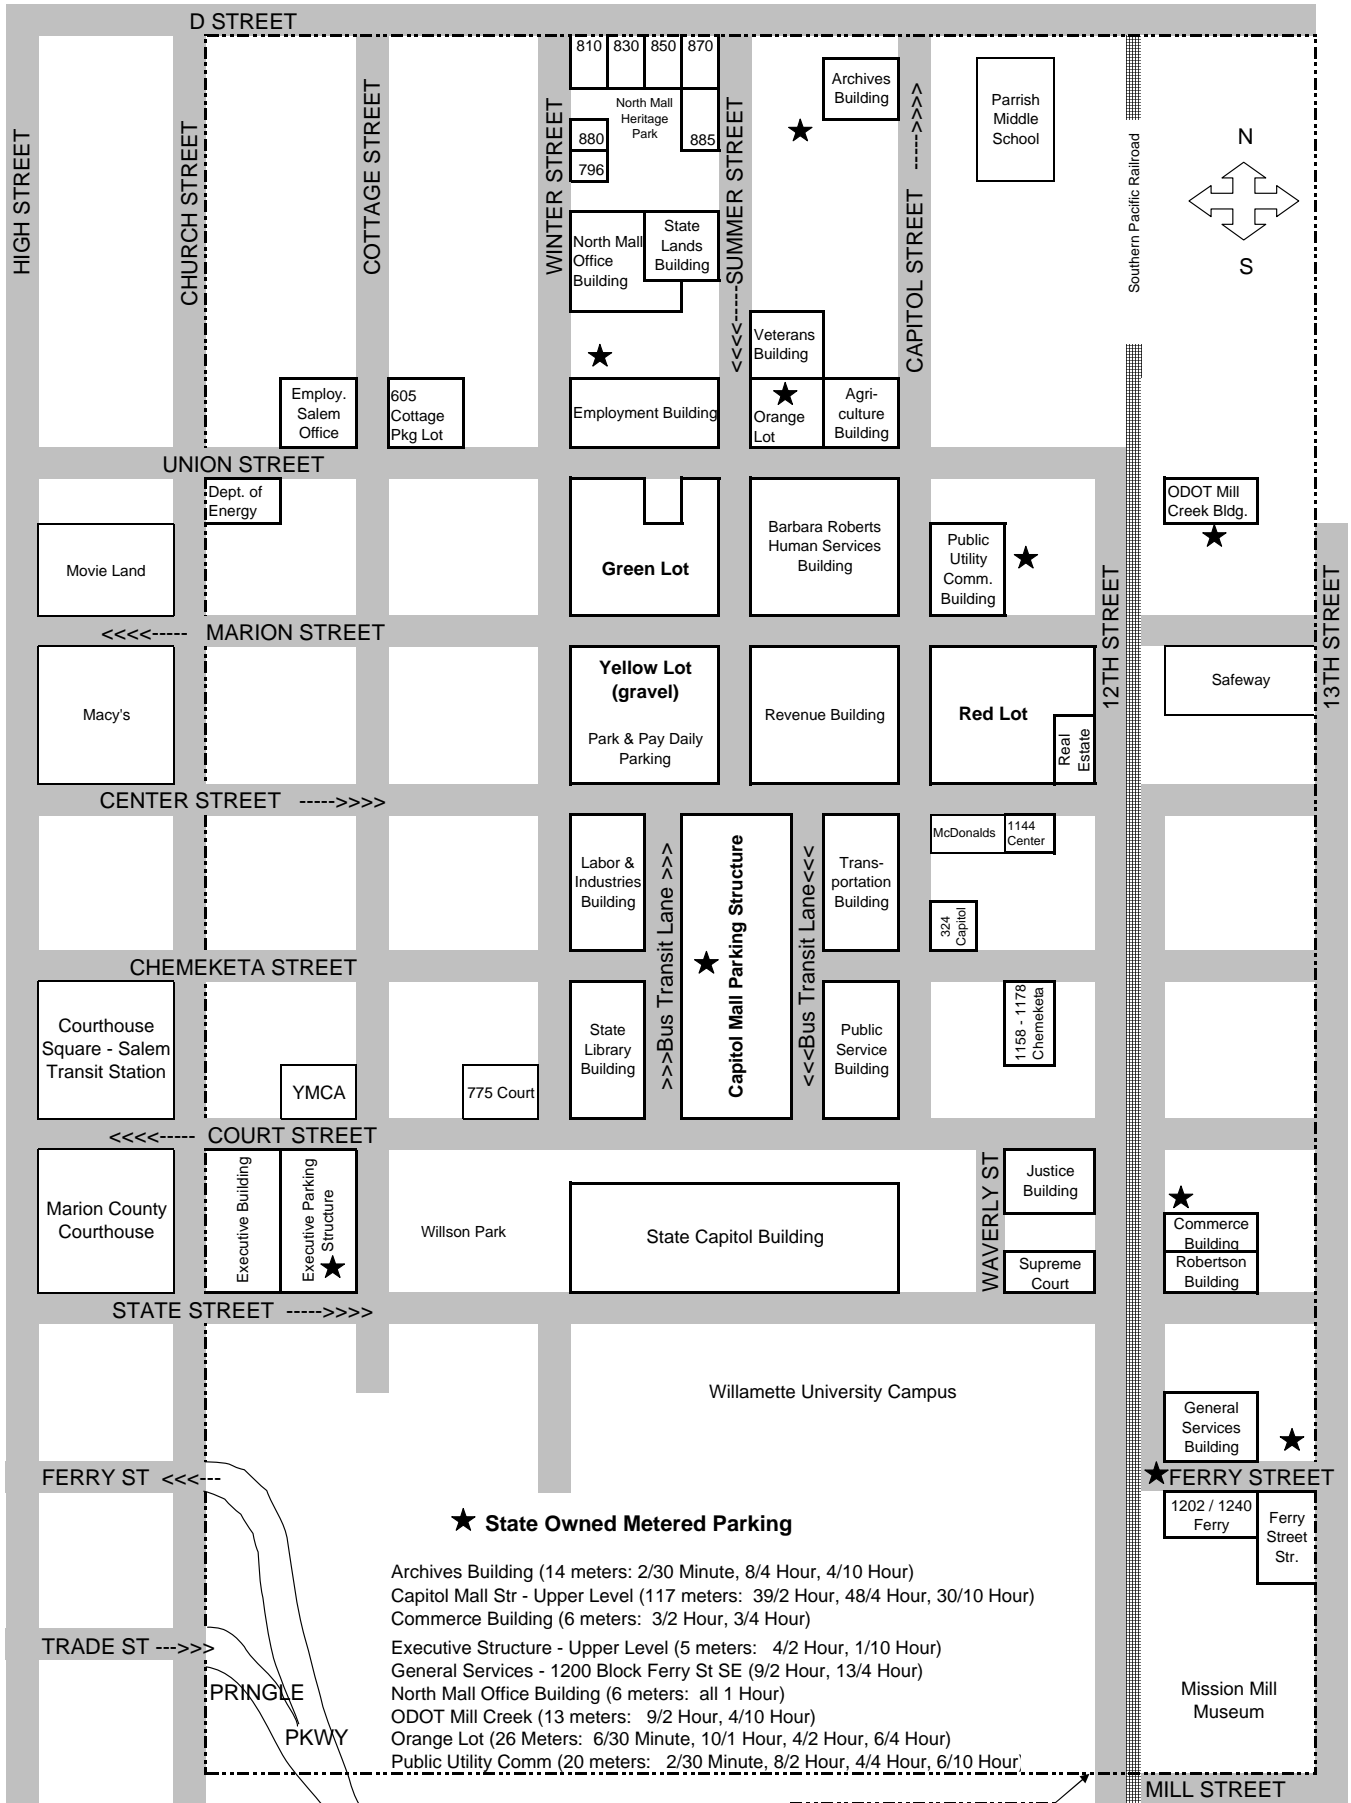 D STREET
810 830 850 870
North Mall
Heritage
Park
880
885
796
Archives
Building
Parrish
Middle
School
N
S
HIGH STREET
CHURCH STREET
COTTAGE STREET
WINTER STREET
<<<<------SUMMER STREET
CAPITOL STREET ----->>>>
Southern Pacific Railroad
North Mall
Office
Building
State
Lands
Building
Veterans
Building
Employ.
Salem
Office
605
Cottage
Pkg Lot
Employment Building
Orange
Lot
Agri-
culture
Building
UNION STREET
Dept. of
Energy
ODOT Mill
Creek Bldg.
Movie Land
Green Lot
Barbara Roberts
Human Services
Building
Public
Utility
Comm.
Building
12TH STREET
13TH STREET
<<<<----- MARION STREET
Macy's
Yellow Lot
(gravel)
Park & Pay Daily
Parking
Revenue Building
Red Lot
Real
Estate
Safeway
CENTER STREET ----->>>>
Labor &
Industries
Building
>>>Bus Transit Lane >>>
Capitol Mall Parking Structure
<<<Bus Transit Lane<<<
Trans-
portation
Building
McDonalds
1144
Center
324
Capitol
CHEMEKETA STREET
Courthouse
Square - Salem
Transit Station
YMCA
775 Court
State
Library
Building
Public
Service
Building
1158 - 1178
Chemeketa
<<<<----- COURT STREET
Marion County
Courthouse
Executive Building
Executive Parking
Structure
Willson Park
State Capitol Building
WAVERLY ST
Justice
Building
Supreme
Court
Commerce
Building
Robertson
Building
STATE STREET ----->>>>
Willamette University Campus
General
Services
Building
FERRY ST <<<---
FERRY STREET
1202 / 1240
Ferry
Ferry
Street
Str.
State Owned Metered Parking
Archives Building (14 meters: 2/30 Minute, 8/4 Hour, 4/10 Hour)
Capitol Mall Str - Upper Level (117 meters: 39/2 Hour, 48/4 Hour, 30/10 Hour)
Commerce Building (6 meters: 3/2 Hour, 3/4 Hour)
Executive Structure - Upper Level (5 meters: 4/2 Hour, 1/10 Hour)
General Services - 1200 Block Ferry St SE (9/2 Hour, 13/4 Hour)
North Mall Office Building (6 meters: all 1 Hour)
ODOT Mill Creek (13 meters: 9/2 Hour, 4/10 Hour)
Orange Lot (26 Meters: 6/30 Minute, 10/1 Hour, 4/2 Hour, 6/4 Hour)
Public Utility Comm (20 meters: 2/30 Minute, 8/2 Hour, 4/4 Hour, 6/10 Hour)
TRADE ST --->>>
PRINGLE
PKWY
Mission Mill
Museum
MILL STREET